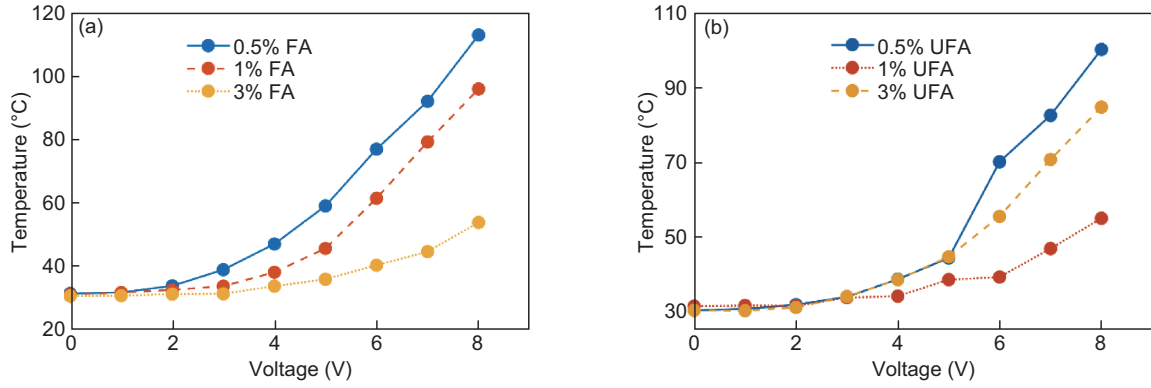 (a)
120
100
80
60
40
20
0
2
4
6
8
Temperature (°C)
Voltage (V)
0.5% FA
1% FA
3% FA
(b)
110
90
70
50
30
0
2
4
6
8
Temperature (°C)
Voltage (V)
0.5% UFA
1% UFA
3% UFA